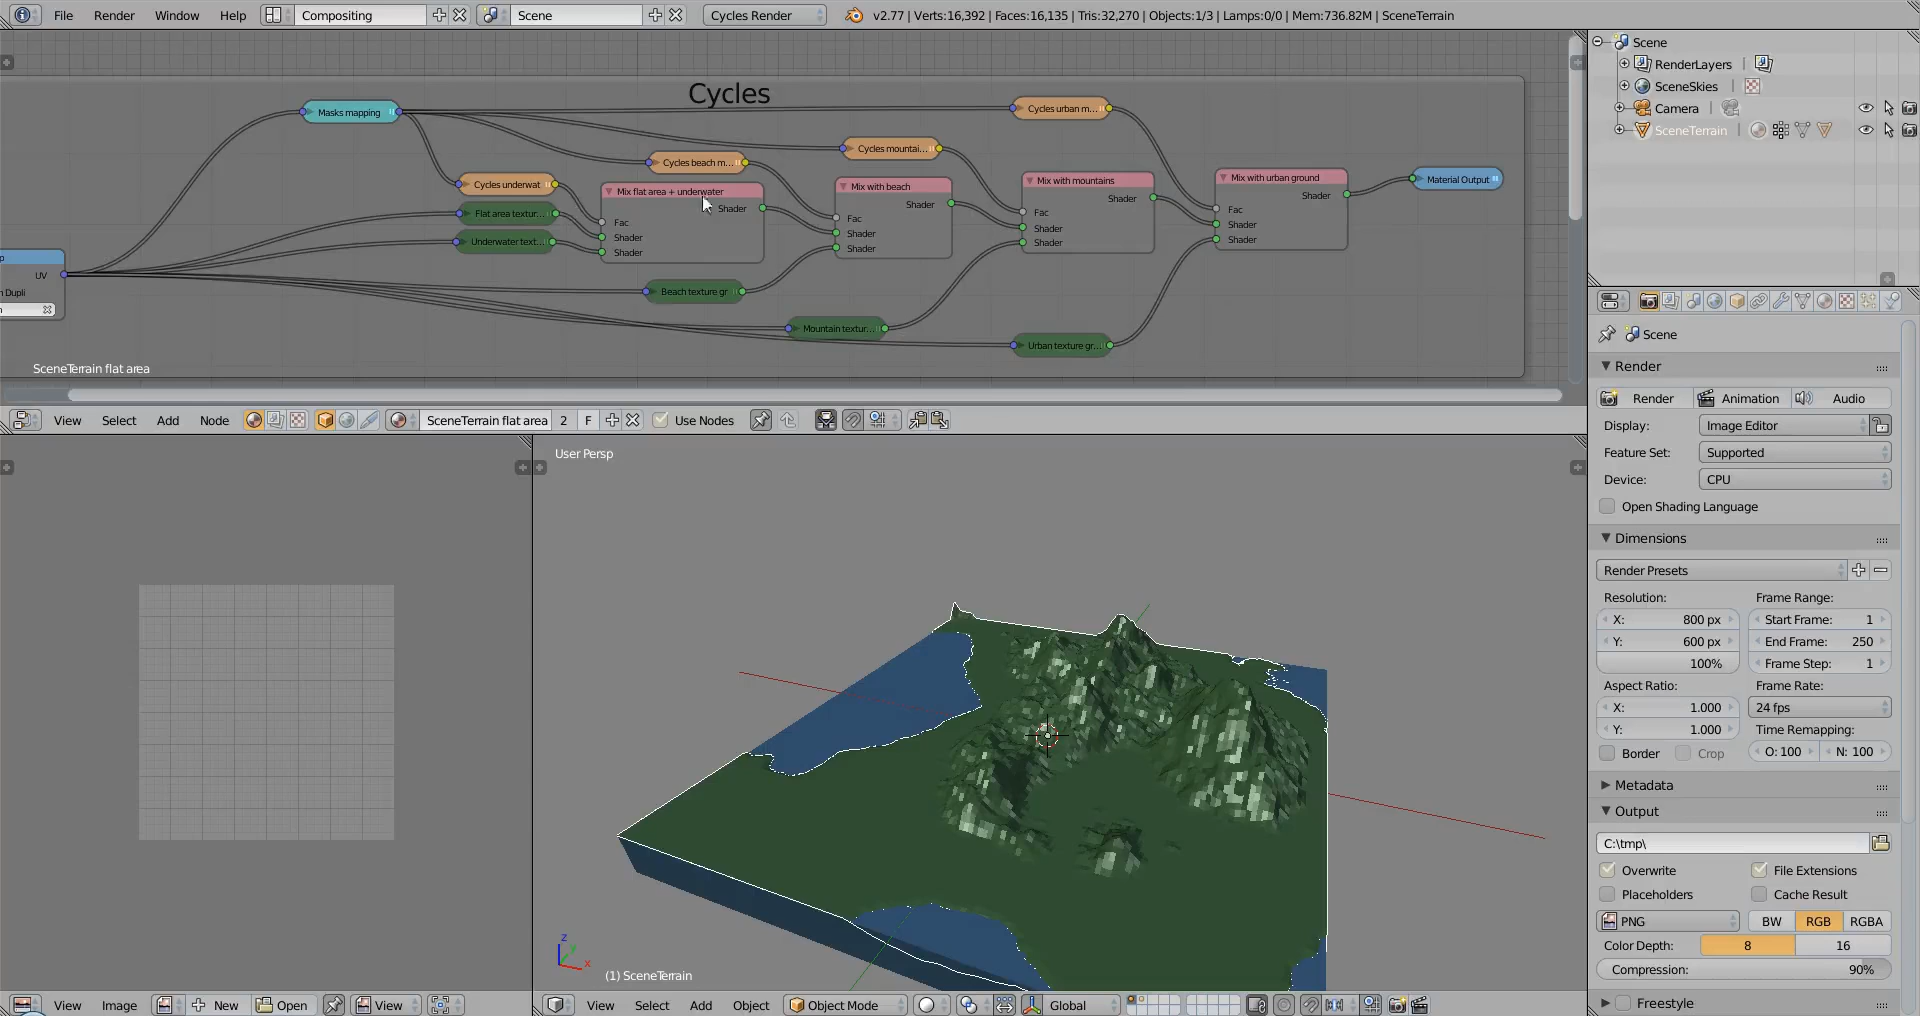 File Render Window Help Compositing Scene Cycles Render v2.77 | Verts:16,392 | Faces:16,135 | Tris:32,270 | Objects:1/3 | Lamps:0/0 | Mem:736.82M | SceneTerrain
Cycles
Masks mapping
Cycles urban m...
Cycles mountai...
Cycles beach m...
Cycles underwat
Flat area textur...
Underwater text...
Mix flat area + underwater
Shader
Fac
Shader
Shader
Mix with beach
Shader
Fac
Shader
Shader
Mix with mountains
Shader
Fac
Shader
Shader
Mix with urban ground
Shader
Fac
Shader
Shader
Material Output
Beach texture gr
Mountain textur...
Urban texture gr...
p
UV
n Dupli
SceneTerrain flat area
View Select Add Node SceneTerrain flat area 2 F Use Nodes
User Persp
z
y
x
(1) SceneTerrain
View Image New Open View
View Select Add Object Object Mode Global
Scene
RenderLayers
SceneSkies
Camera
SceneTerrain
Scene
Render
Render Animation Audio
Display: Image Editor
Feature Set: Supported
Device: CPU
Open Shading Language
Dimensions
Render Presets
Resolution: Frame Range:
X: 800 px Start Frame: 1
Y: 600 px End Frame: 250
100% Frame Step: 1
Aspect Ratio: Frame Rate:
X: 1.000 24 fps
Y: 1.000 Time Remapping:
Border Crop O: 100 N: 100
Metadata
Output
C:\tmp\
Overwrite File Extensions
Placeholders Cache Result
PNG BW RGB RGBA
Color Depth: 8 16
Compression: 90%
Freestyle